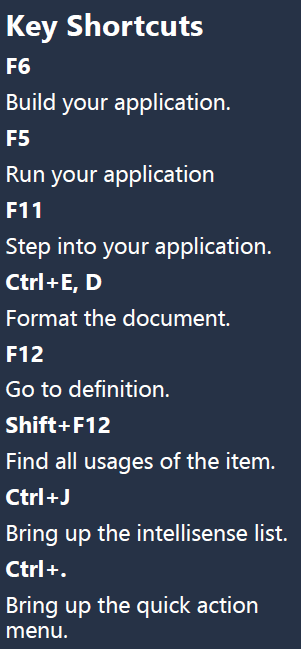 Key Shortcuts
F6
Build your application.
F5
Run your application
F11
Step into your application.
Ctrl+E, D
Format the document.
F12
Go to definition.
Shift+F12
Find all usages of the item.
Ctrl+J
Bring up the intellisense list.
Ctrl+.
Bring up the quick action
menu.